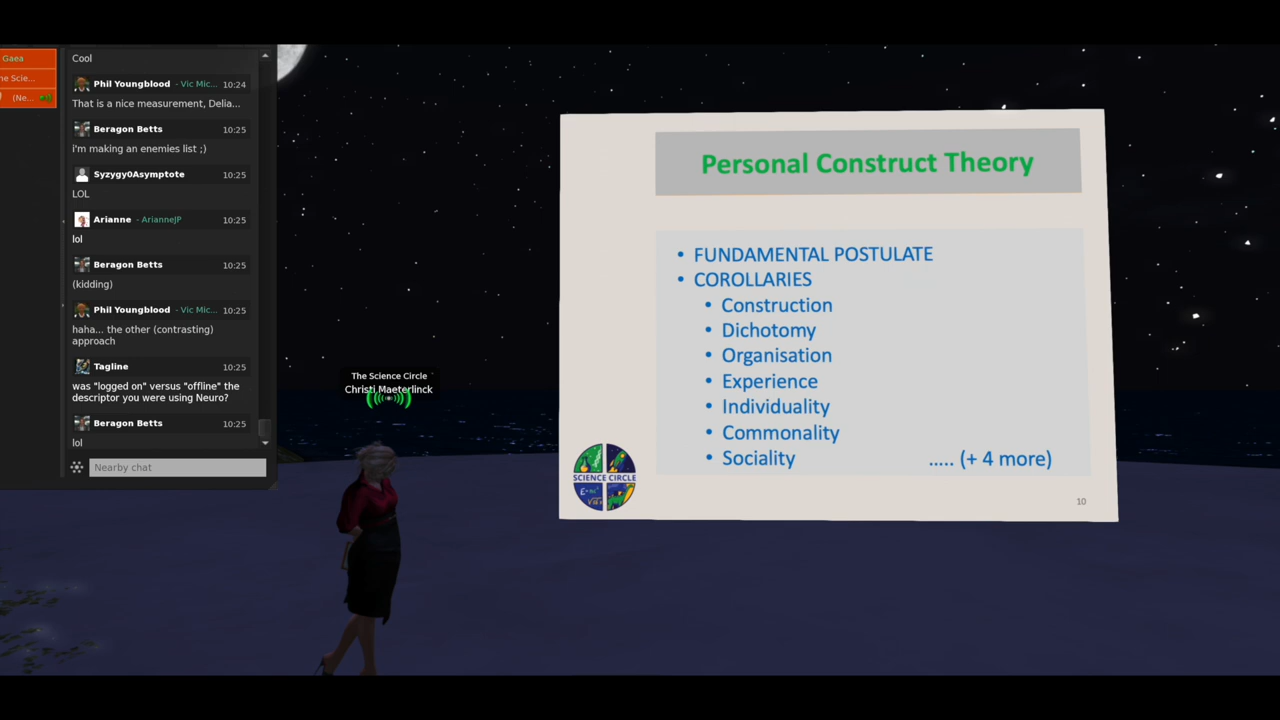 Gaea
he Scie...
(Ne...
Cool
Phil Youngblood - Vic Mic... 10:24
That is a nice measurement, Delia...
Beragon Betts 10:25
i'm making an enemies list ;)
Syzygy0Asymptote 10:25
LOL
Arianne - ArianneJP 10:25
lol
Beragon Betts 10:25
(kidding)
Phil Youngblood - Vic Mic... 10:25
haha... the other (contrasting)
approach
Tagline 10:25
was "logged on" versus "offline" the
descriptor you were using Neuro?
Beragon Betts 10:25
lol
Nearby chat
The Science Circle
Christi Maeterlinck
Personal Construct Theory
• FUNDAMENTAL POSTULATE
• COROLLARIES
• Construction
• Dichotomy
• Organisation
• Experience
• Individuality
• Commonality
• Sociality ..... (+ 4 more)
SCIENCE CIRCLE
10